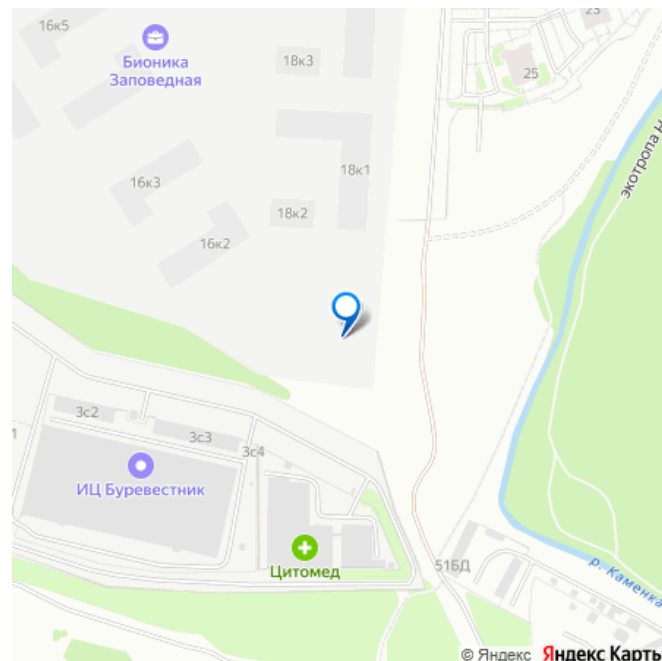 16к5
Бионика
Заповедная
18к3
23
25
экотропа Н
16к3
18к1
18к2
16к2
3с2
3с3
3с4
ИЦ Буревестник
Цитомед
51БД
р. Каменка
© Яндекс Яндекс Карты